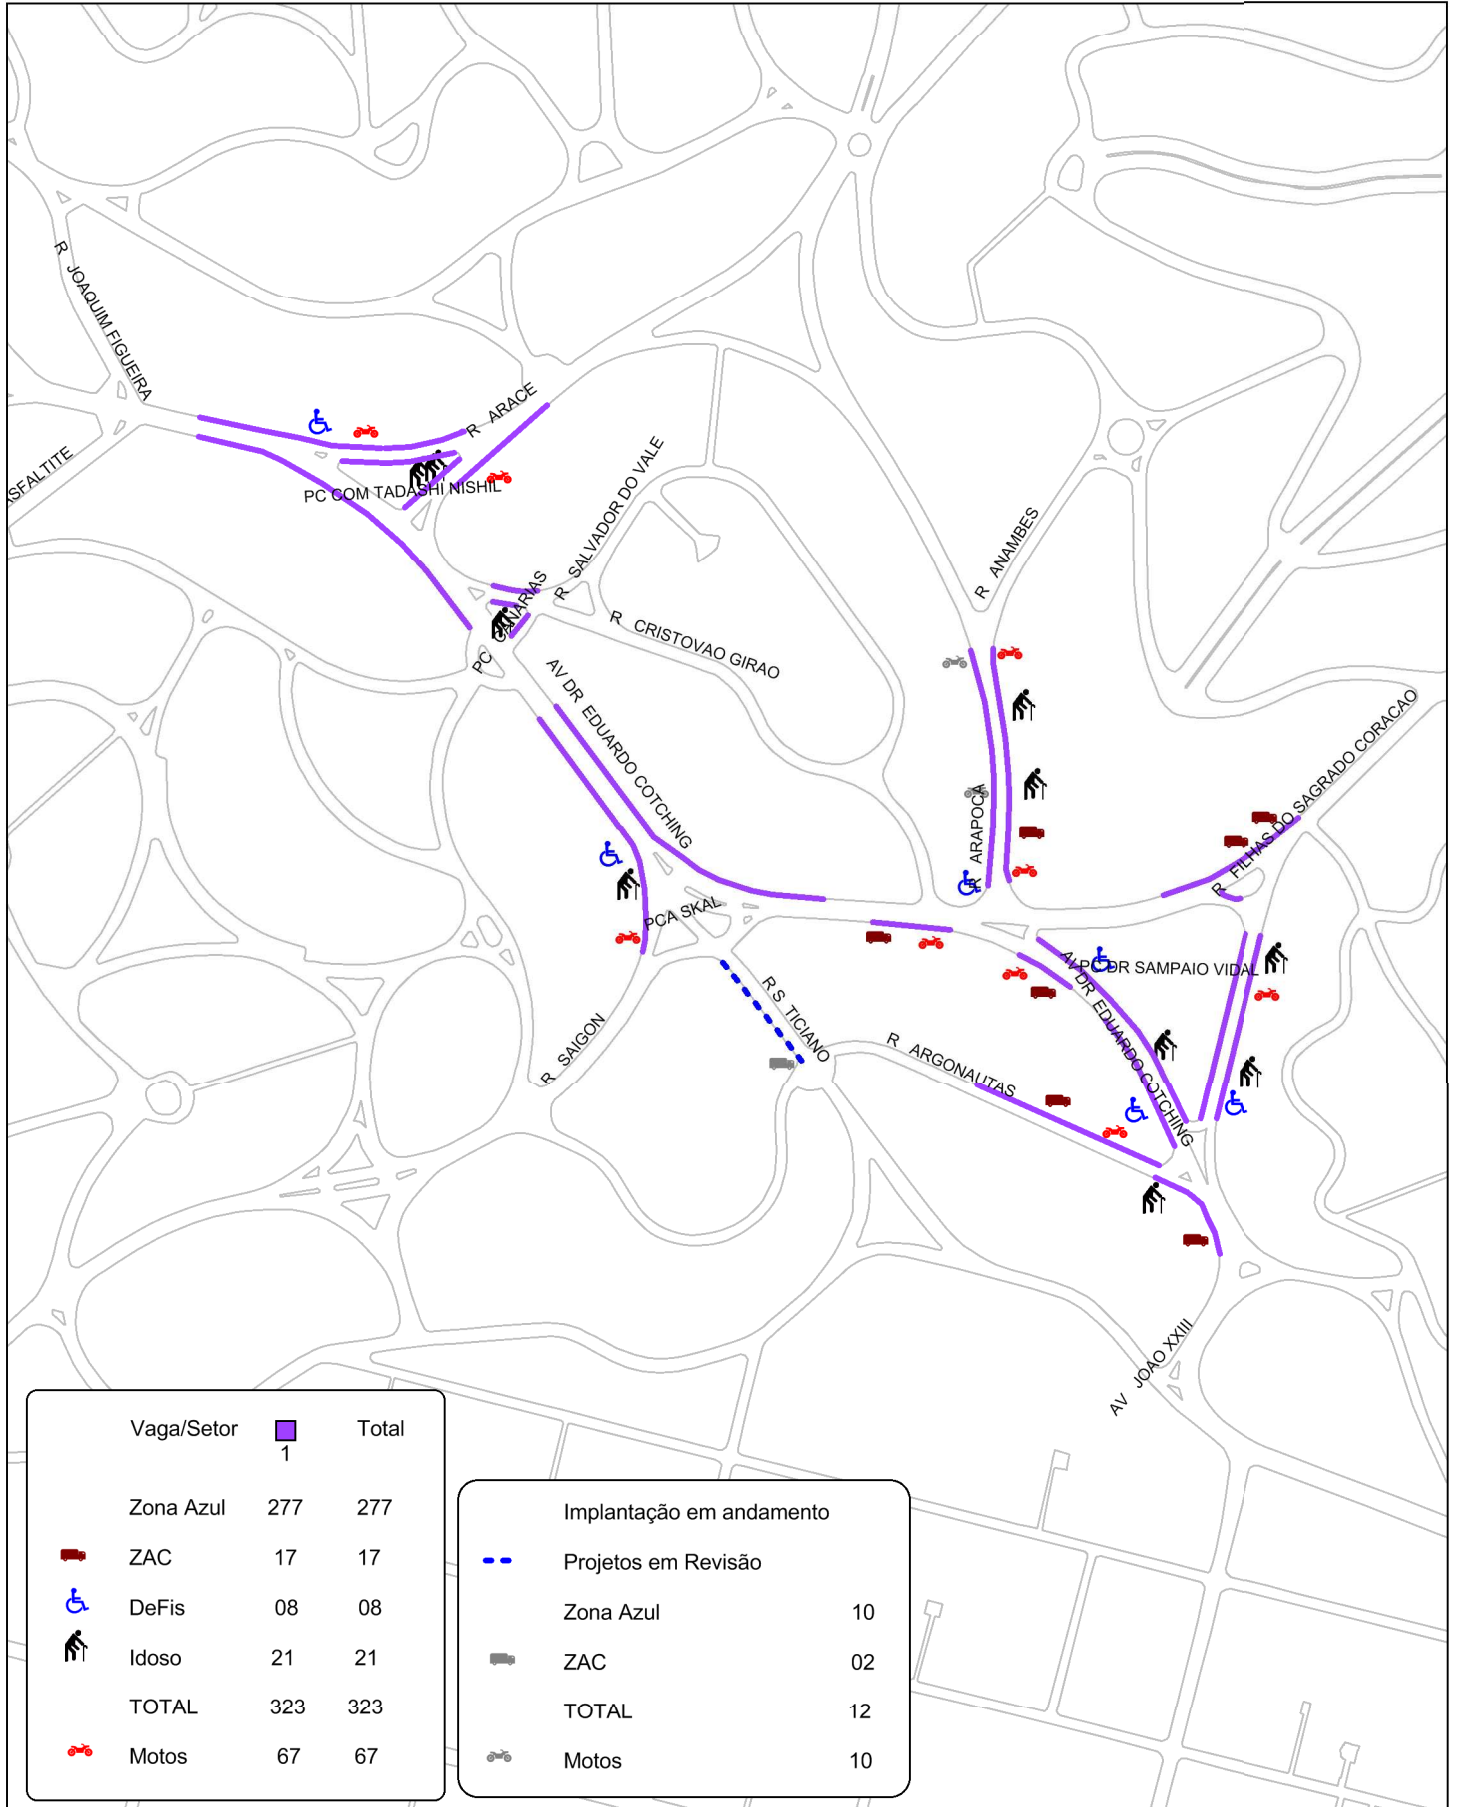 R JOAQUIM FIGUEIRA
R ARACE
ASFALTITE
PC COM TADASHI NISHIL
R SALVADOR DO VALE
R ANAMBES
PC CANARIAS
R CRISTOVAO GIRAO
AV DR EDUARDO COTCHING
R FILHAS DO SAGRADO CORACAO
R ARAPOCA
PCA SKAL
AV DR EDUARDO COTCHING
PC DR SAMPAIO VIDAL
R S TICIANO
R SAIGON
R ARGONAUTAS
AV JOAO XXIII
Vaga/Setor Total
1
Zona Azul 277 277
ZAC 17 17
DeFis 08 08
Idoso 21 21
TOTAL 323 323
Motos 67 67
Implantação em andamento
Projetos em Revisão
Zona Azul 10
ZAC 02
TOTAL 12
Motos 10